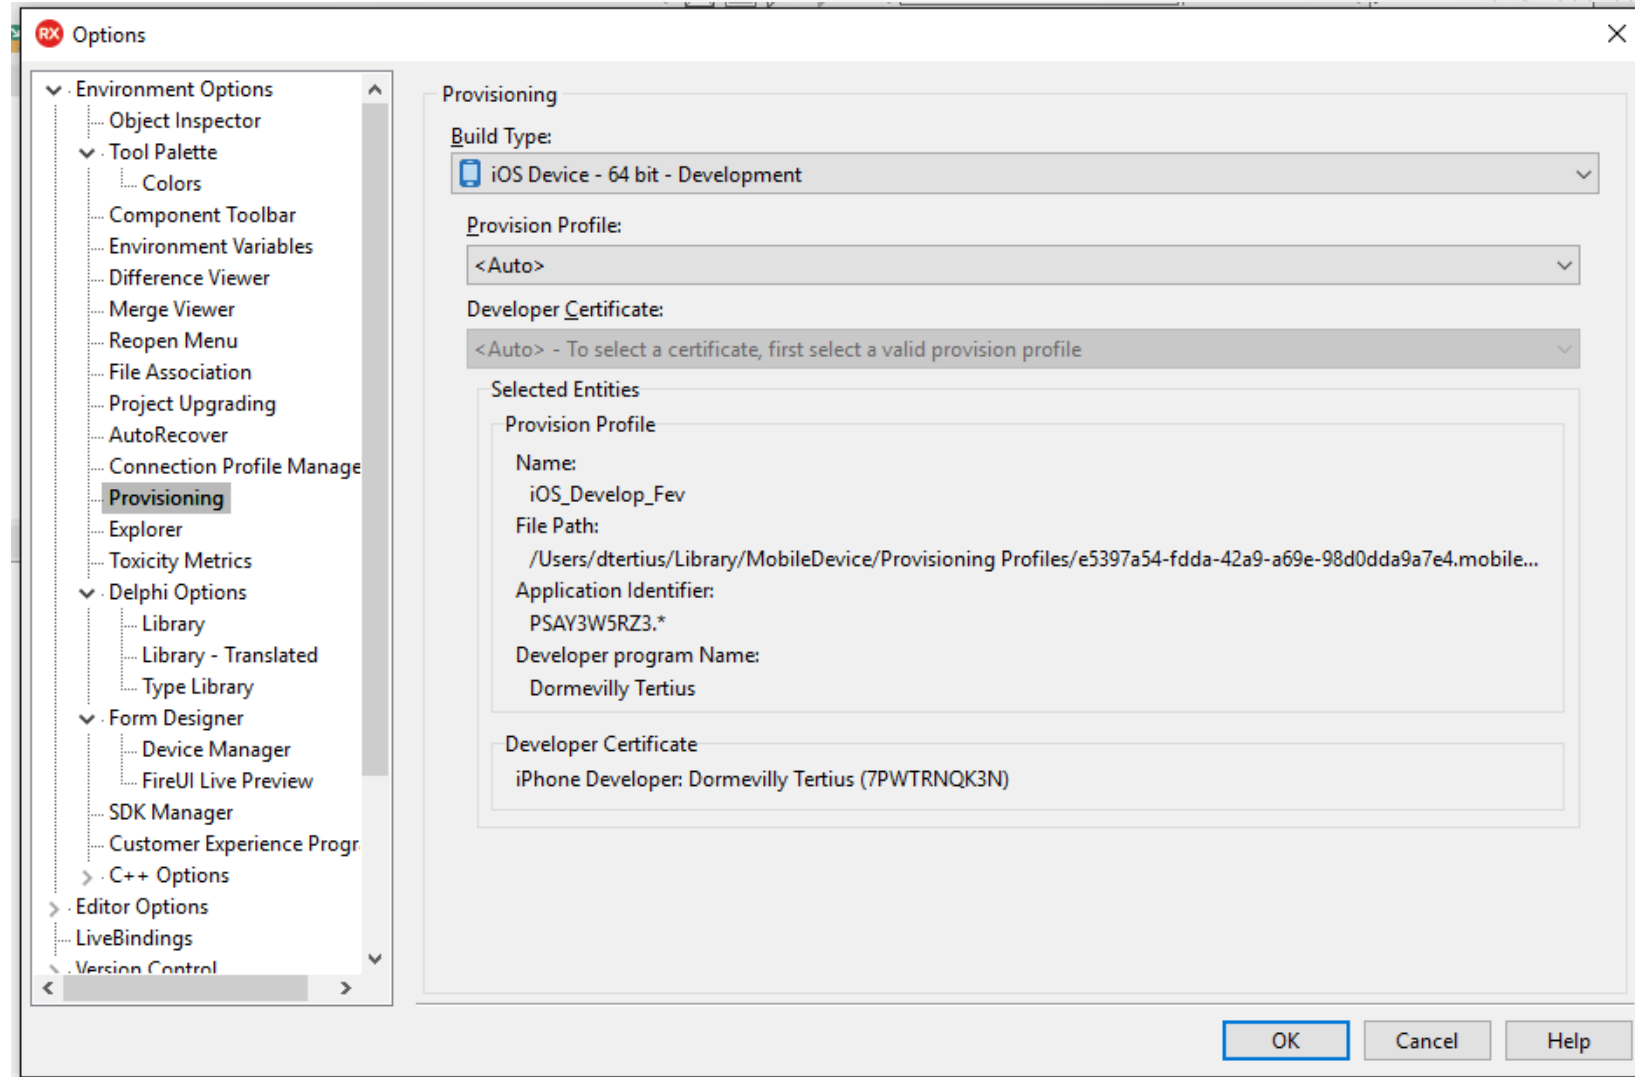 RX Options
Environment Options
Object Inspector
Tool Palette
Colors
Component Toolbar
Environment Variables
Difference Viewer
Merge Viewer
Reopen Menu
File Association
Project Upgrading
AutoRecover
Connection Profile Manage
Provisioning
Explorer
Toxicity Metrics
Delphi Options
Library
Library - Translated
Type Library
Form Designer
Device Manager
FireUI Live Preview
SDK Manager
Customer Experience Progr
C++ Options
Editor Options
LiveBindings
Version Control
Provisioning
Build Type:
iOS Device - 64 bit - Development
Provision Profile:
<Auto>
Developer Certificate:
<Auto> - To select a certificate, first select a valid provision profile
Selected Entities
Provision Profile
Name:
iOS_Develop_Fev
File Path:
/Users/dtertius/Library/MobileDevice/Provisioning Profiles/e5397a54-fdda-42a9-a69e-98d0dda9a7e4.mobile...
Application Identifier:
PSAY3W5RZ3.*
Developer program Name:
Dormevilly Tertius
Developer Certificate
iPhone Developer: Dormevilly Tertius (7PWTRNQK3N)
OK
Cancel
Help